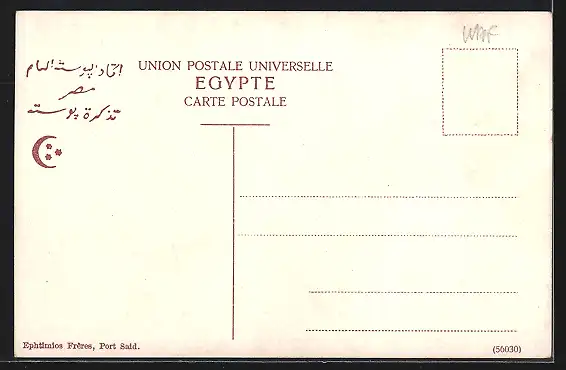 اتحاد پوسته العام
UNION POSTALE UNIVERSELLE
مصر
EGYPTE
تذكرة پوسته
CARTE POSTALE
Ephtimios Frères, Port Said.
(56030)